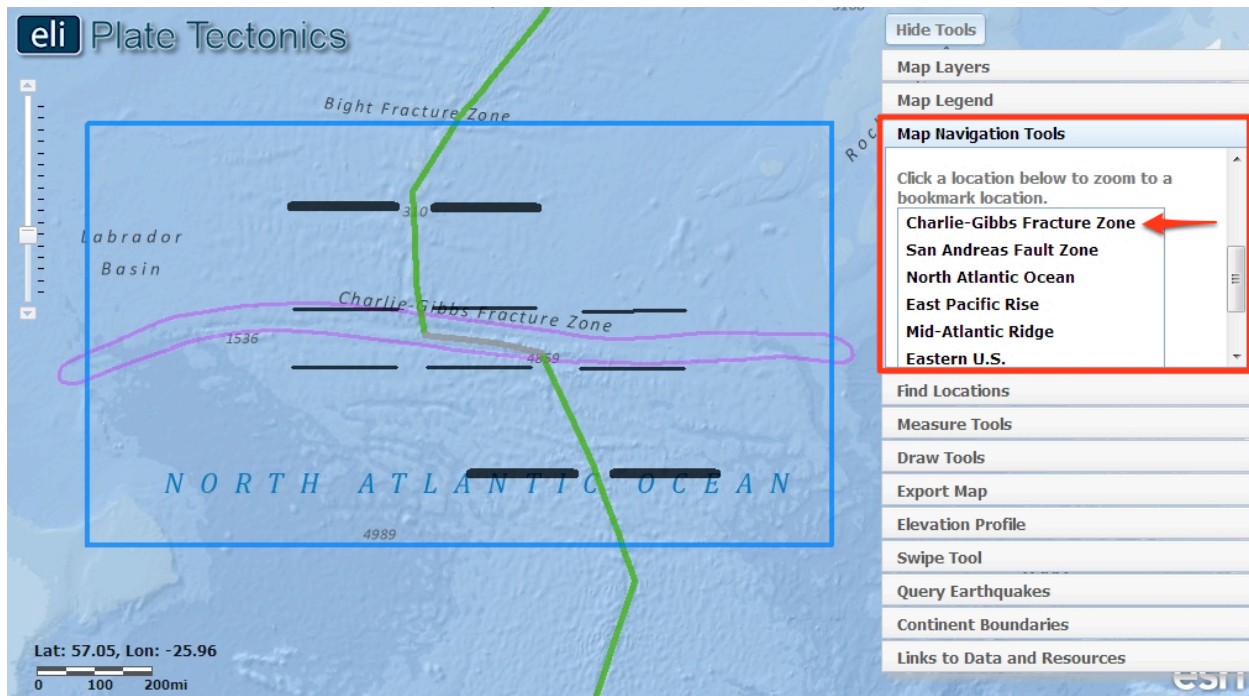 eli Plate Tectonics
Bight Fracture Zone
310
Labrador
Basin
Charlie-Gibbs Fracture Zone
1536
4859
NORTH ATLANTIC OCEAN
4989
Lat: 57.05, Lon: -25.96
0 100 200mi
Hide Tools
Map Layers
Map Legend
Map Navigation Tools
Click a location below to zoom to a
bookmark location.
Charlie-Gibbs Fracture Zone
San Andreas Fault Zone
North Atlantic Ocean
East Pacific Rise
Mid-Atlantic Ridge
Eastern U.S.
Find Locations
Measure Tools
Draw Tools
Export Map
Elevation Profile
Swipe Tool
Query Earthquakes
Continent Boundaries
Links to Data and Resources
esri